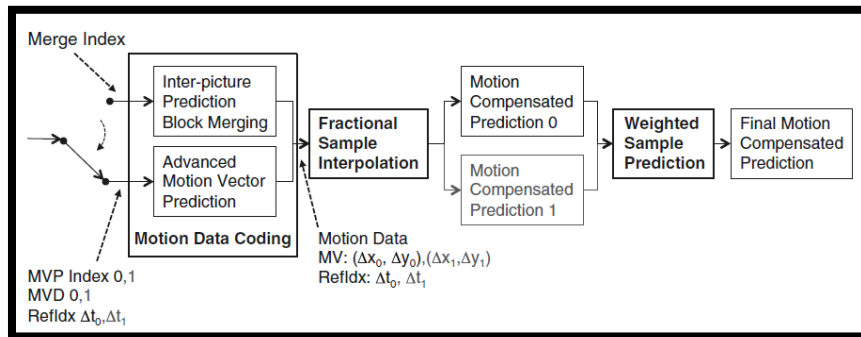 Merge Index
Inter-picture
Prediction
Block Merging
Advanced
Motion Vector
Prediction
Motion Data Coding
MVP Index 0,1
MVD 0,1
RefIdx Δt₀,Δt₁
Fractional
Sample
Interpolation
Motion Data
MV: (Δx₀, Δy₀),(Δx₁,Δy₁)
RefIdx: Δt₀, Δt₁
Motion
Compensated
Prediction 0
Motion
Compensated
Prediction 1
Weighted
Sample
Prediction
Final Motion
Compensated
Prediction